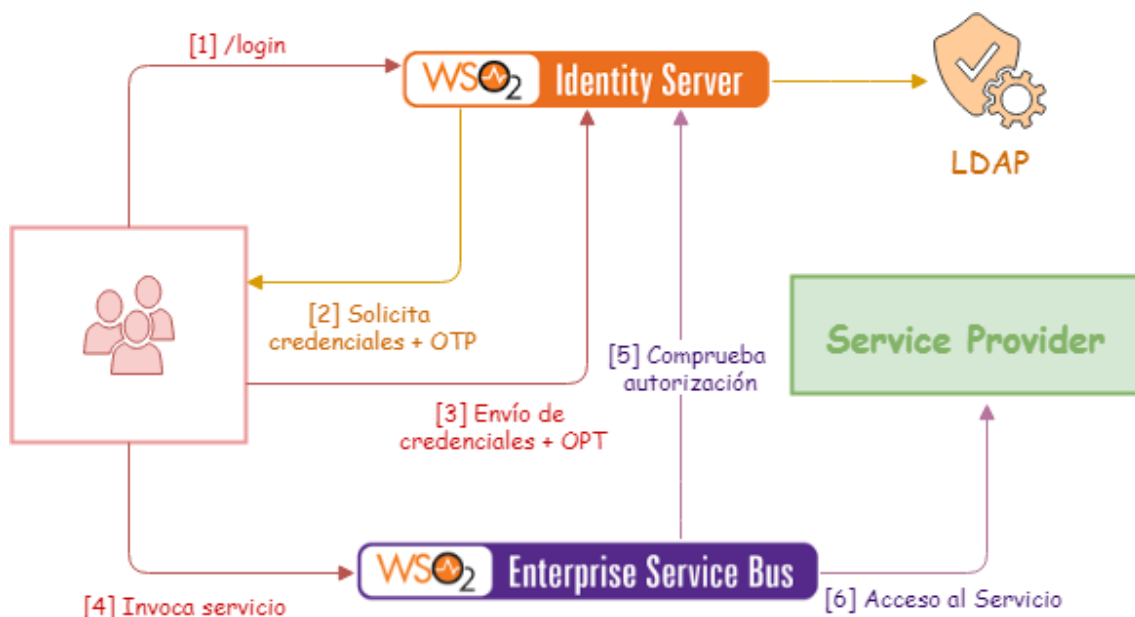 [1] /login
WSO2 Identity Server
LDAP
[2] Solicita
credenciales + OTP
Service Provider
[5] Comprueba
autorización
[3] Envío de
credenciales + OPT
WSO2 Enterprise Service Bus
[4] Invoca servicio
[6] Acceso al Servicio